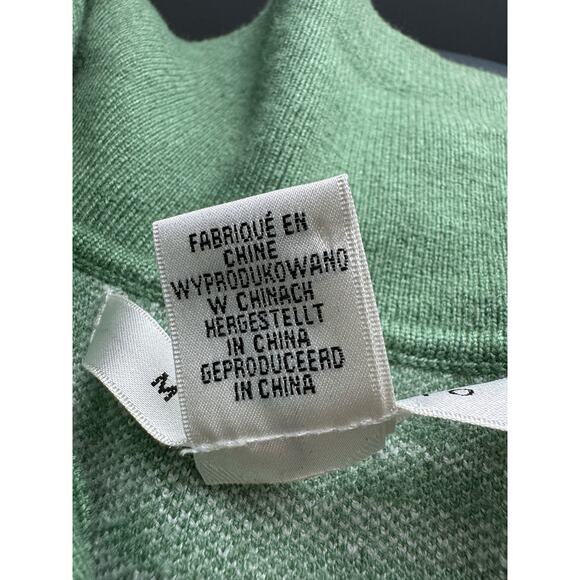 FABRIQUÉ EN
CHINE
WYPRODUKOWANO
W CHINACH
HERGESTELLT
IN CHINA
GEPRODUCEERD
IN CHINA
M